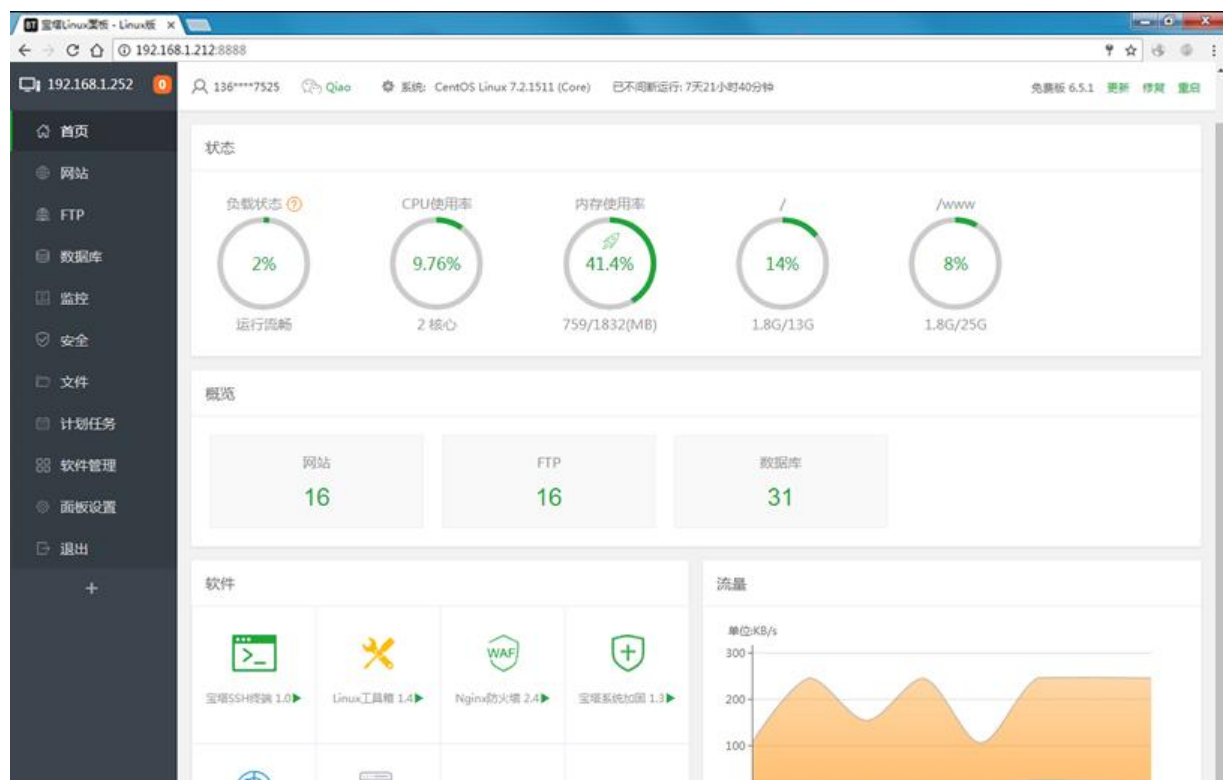 宝塔Linux面板 - Linux版
192.168.1.212:8888
192.168.1.252 0
136****7525 Qiao 系统: CentOS Linux 7.2.1511 (Core) 已不间断运行: 7天21小时40分钟 免费版 6.5.1 更新 修复 重启
首页
网站
FTP
数据库
监控
安全
文件
计划任务
软件管理
面板设置
退出
状态
负载状态 CPU使用率 内存使用率 / /www
2% 9.76% 41.4% 14% 8%
运行流畅 2 核心 759/1832(MB) 1.8G/13G 1.8G/25G
概览
网站 FTP 数据库
16 16 31
软件 流量
WAF
宝塔SSH终端 1.0 Linux工具箱 1.4 Nginx防火墙 2.4 宝塔系统加固 1.3
单位:KB/s
300
200
100